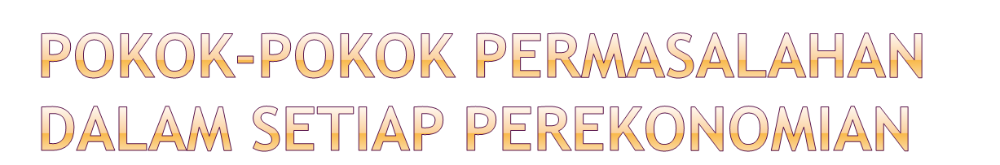 POKOK-POKOK PERMASALAHAN
DALAM SETIAP PEREKONOMIAN